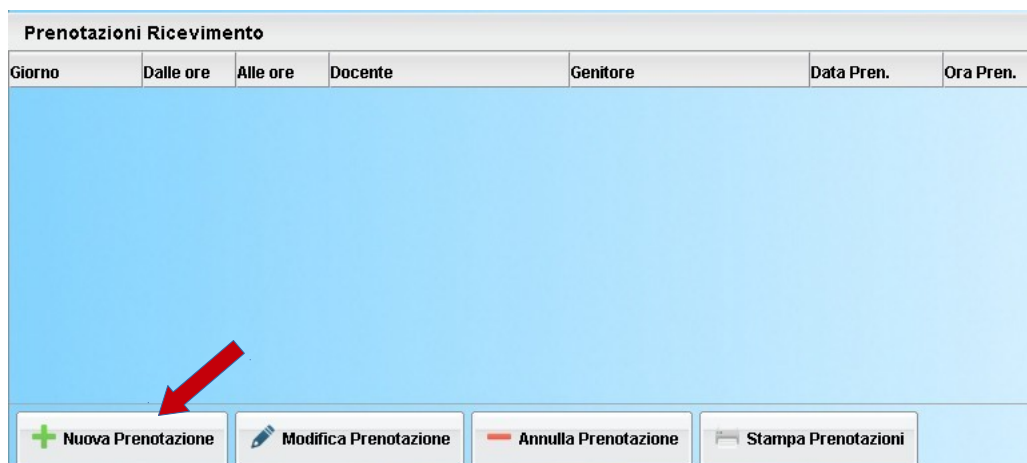 Prenotazioni Ricevimento
Giorno Dalle ore Alle ore Docente Genitore Data Pren. Ora Pren.
Nuova Prenotazione Modifica Prenotazione Annulla Prenotazione Stampa Prenotazioni